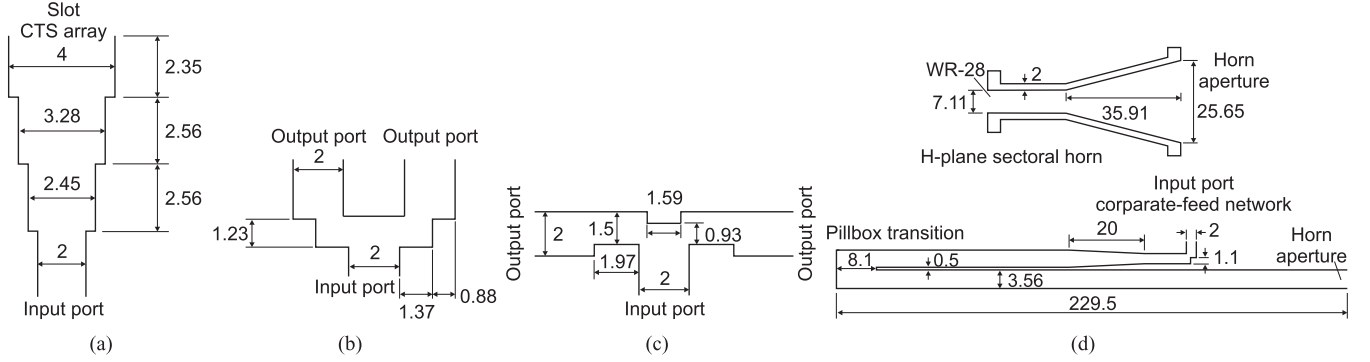 Slot
CTS array
4
2.35
3.28
2.56
2.45
2.56
2
Input port
(a)
Output port Output port
2
1.23
2
Input port
0.88
1.37
(b)
Output port
1.59
2
1.5
0.93
1.97
2
Output port
Input port
(c)
WR-28
2
Horn
aperture
7.11
35.91
25.65
H-plane sectoral horn
Input port
corparate-feed network
Pillbox transition
20
2
Horn
aperture
8.1
0.5
1.1
3.56
229.5
(d)